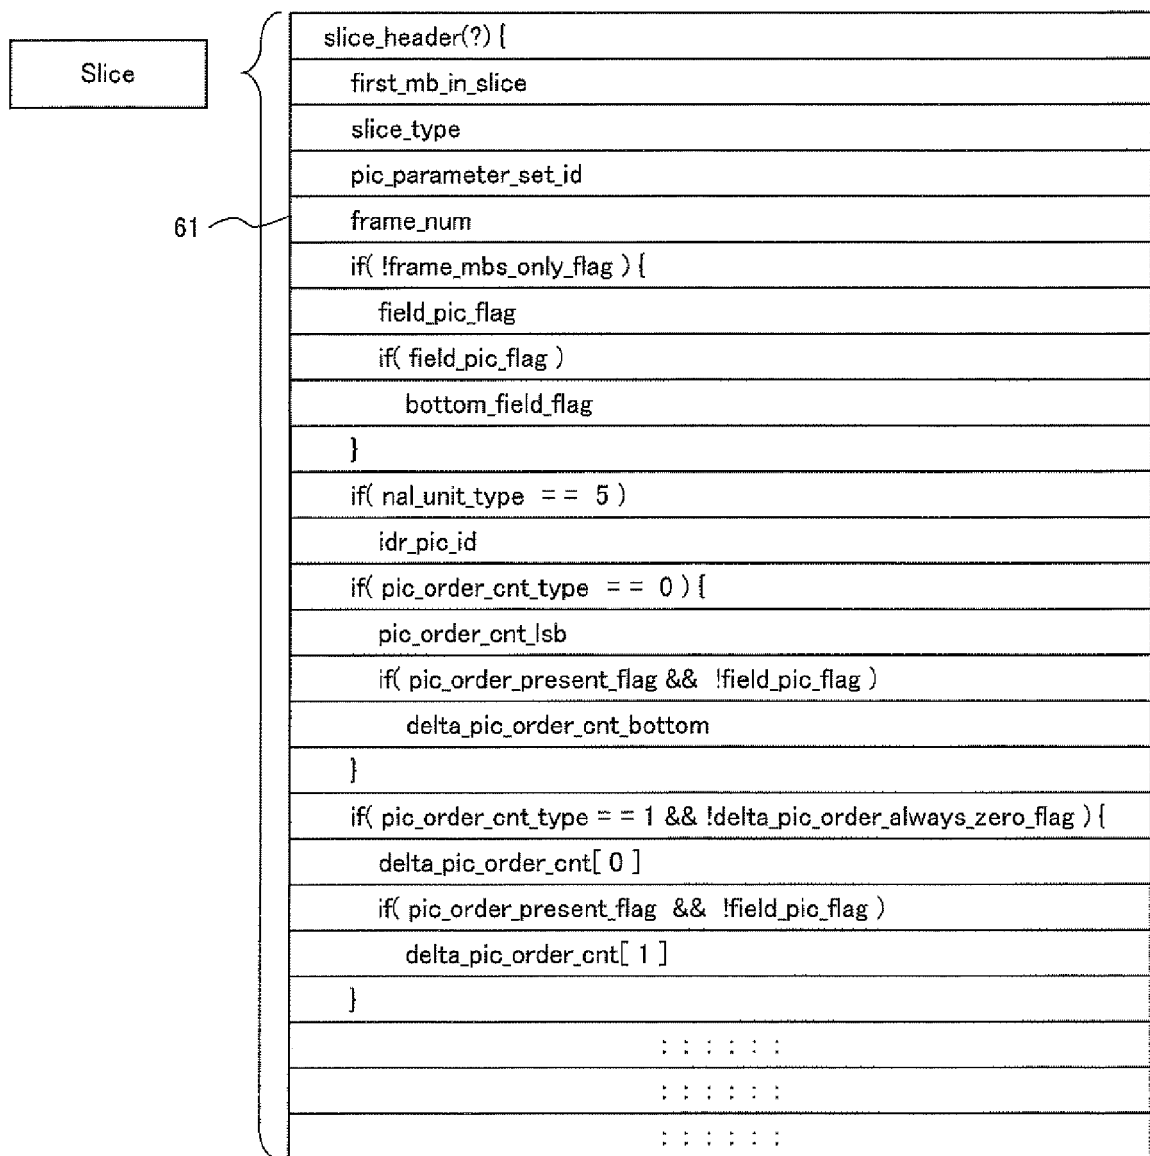 Slice
61
slice_header(?) {
first_mb_in_slice
slice_type
pic_parameter_set_id
frame_num
if( !frame_mbs_only_flag ) {
field_pic_flag
if( field_pic_flag )
bottom_field_flag
}
if( nal_unit_type = = 5 )
idr_pic_id
if( pic_order_cnt_type = = 0 ) {
pic_order_cnt_lsb
if( pic_order_present_flag && !field_pic_flag )
delta_pic_order_cnt_bottom
}
if( pic_order_cnt_type = = 1 && !delta_pic_order_always_zero_flag ) {
delta_pic_order_cnt[ 0 ]
if( pic_order_present_flag && !field_pic_flag )
delta_pic_order_cnt[ 1 ]
}
: : : : : :
: : : : : :
: : : : : :